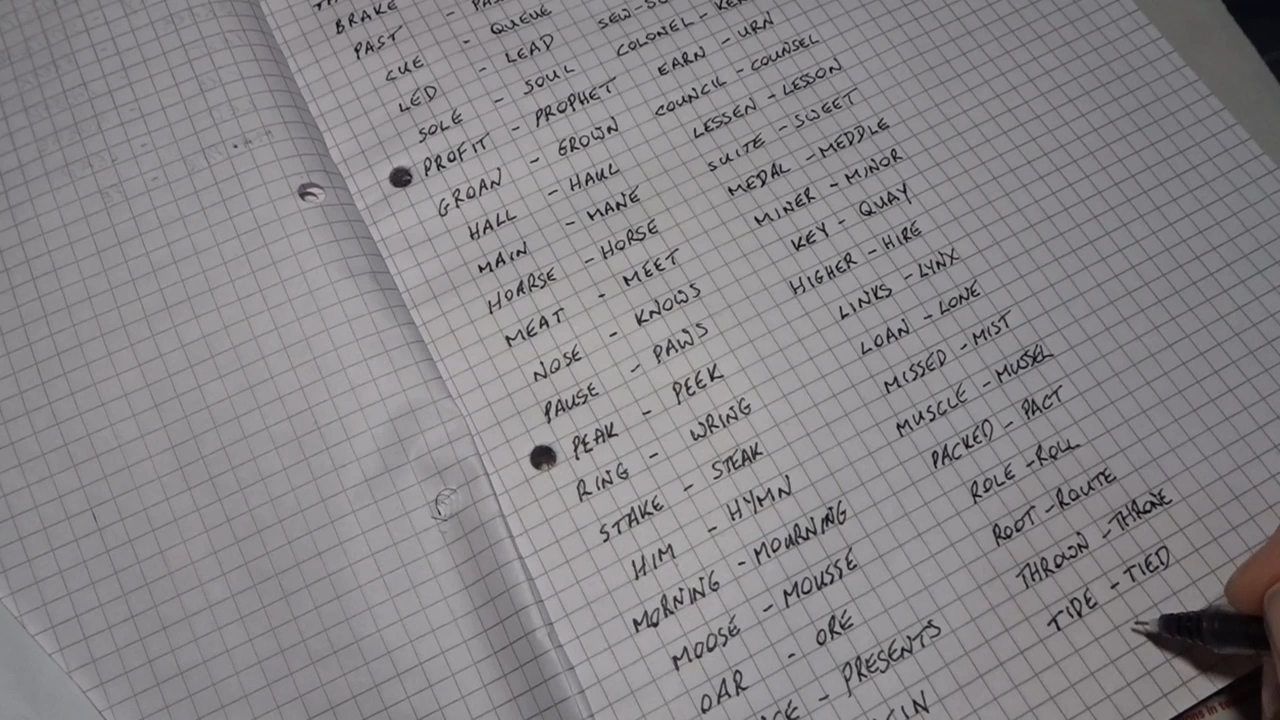 BRAKE
PAST -
CUE - QUEUE
LED - LEAD
SOLE - SOUL
PROFIT - PROPHET
GROAN - GROWN
HALL - HAUL
MAIN - MANE
HOARSE - HORSE
MEAT - MEET
NOSE - KNOWS
PAUSE - PAWS
PEAK - PEEK
RING - WRING
STAKE - STEAK
HIM - HYMN
MORNING - MOURNING
MOOSE - MOUSSE
OAR - ORE
- PRESENTS
COLONEL -
EARN - URN
COUNCIL - COUNSEL
LESSEN - LESSON
SUITE - SWEET
MEDAL - MEDDLE
MINER - MINOR
KEY - QUAY
HIGHER - HIRE
LINKS - LYNX
LOAN - LONE
MISSED - MIST
MUSCLE - MUSSEL
PACKED - PACT
ROLE - ROLL
ROOT - ROUTE
THROWN - THRONE
TIDE - TIED